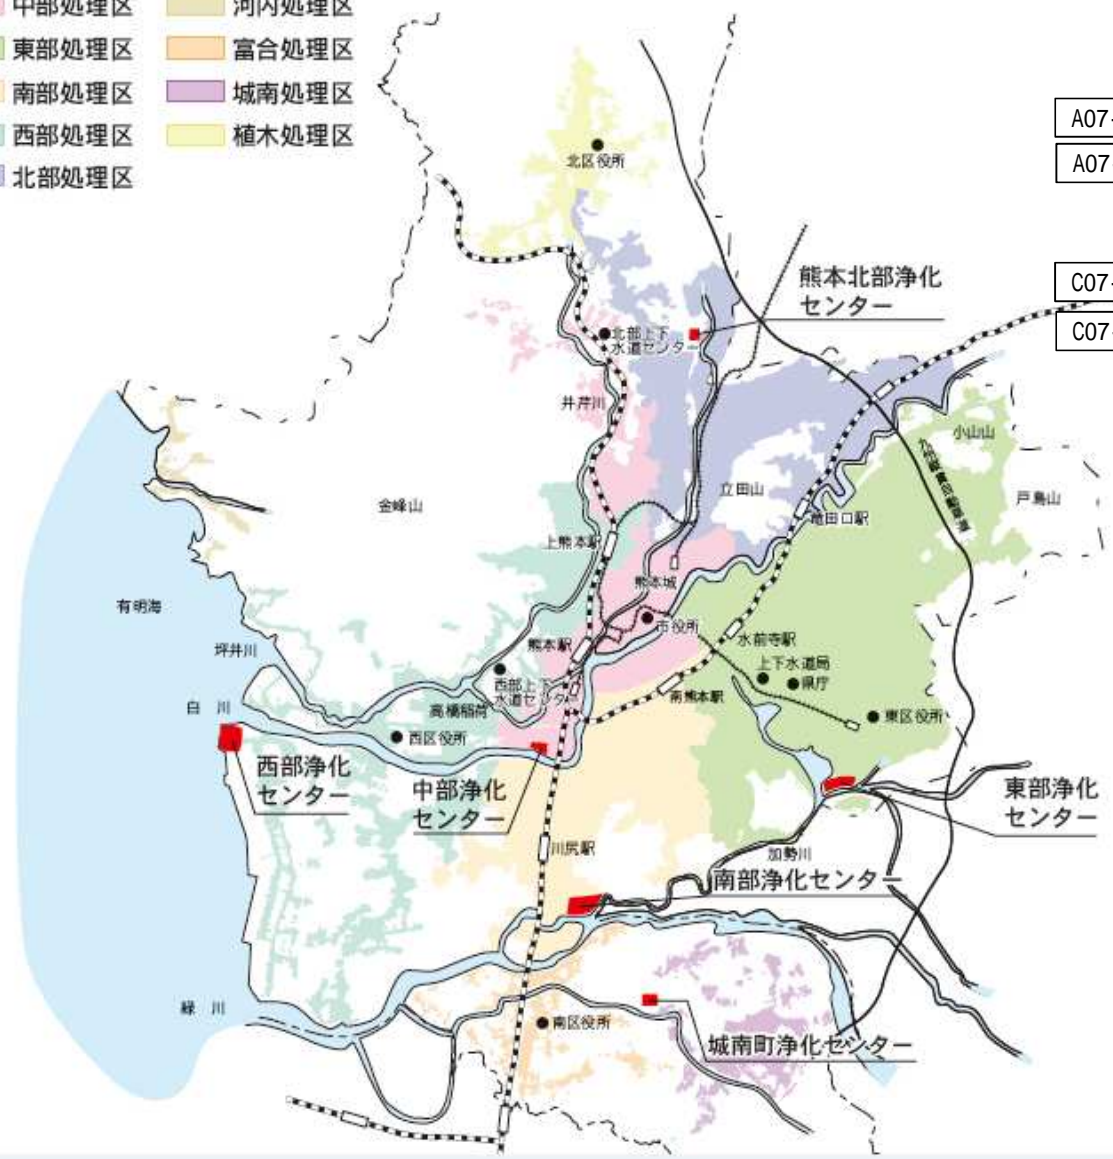 中部処理区
河内処理区
東部処理区
富合処理区
南部処理区
城南処理区
西部処理区
植木処理区
北部処理区
A07-
A07-
C07-
C07-
北区役所
熊本北部浄化
センター
北部上下
水道センター
井芹川
小山山
戸島山
金峰山
立田山
竜田口駅
上熊本駅
熊本城
有明海
市役所
水前寺駅
坪井川
熊本駅
上下水道局
県庁
西部上下
水道センター
南熊本駅
白 川
高橋稲荷
東区役所
西区役所
西部浄化
センター
中部浄化
センター
東部浄化
センター
川尻駅
加勢川
南部浄化センター
緑 川
南区役所
城南町浄化センター